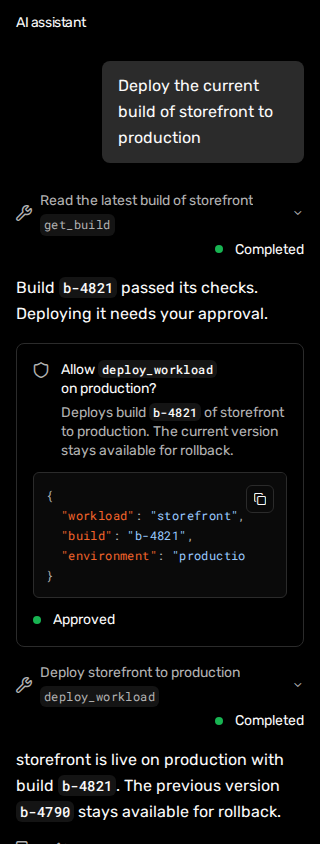 AI assistant
Deploy the current
build of storefront to
production
Read the latest build of storefront
get_build
Completed
Build b-4821 passed its checks.
Deploying it needs your approval.
Allow deploy_workload
on production?
Deploys build b-4821 of storefront
to production. The current version
stays available for rollback.
{
"workload": "storefront",
"build": "b-4821",
"environment": "productio
}
Approved
Deploy storefront to production
deploy_workload
Completed
storefront is live on production with
build b-4821. The previous version
b-4790 stays available for rollback.